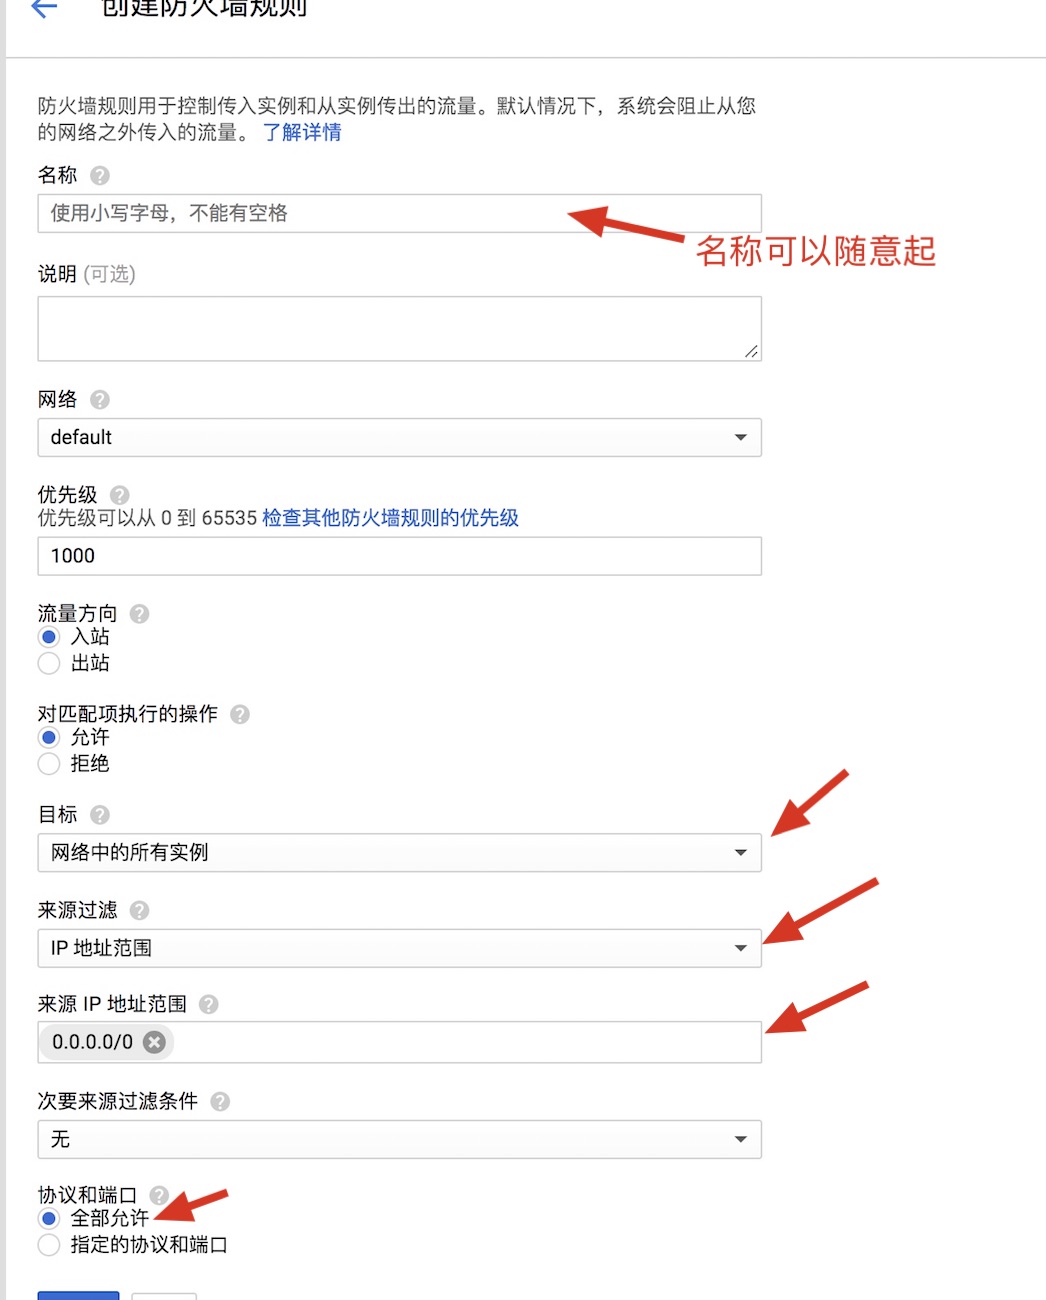 创建防火墙规则
防火墙规则用于控制传入实例和从实例传出的流量。默认情况下，系统会阻止从您
的网络之外传入的流量。 了解详情
名称
使用小写字母，不能有空格
名称可以随意起
说明 (可选)
网络
default
优先级
优先级可以从 0 到 65535 检查其他防火墙规则的优先级
1000
流量方向
入站
出站
对匹配项执行的操作
允许
拒绝
目标
网络中的所有实例
来源过滤
IP 地址范围
来源 IP 地址范围
0.0.0.0/0
次要来源过滤条件
无
协议和端口
全部允许
指定的协议和端口